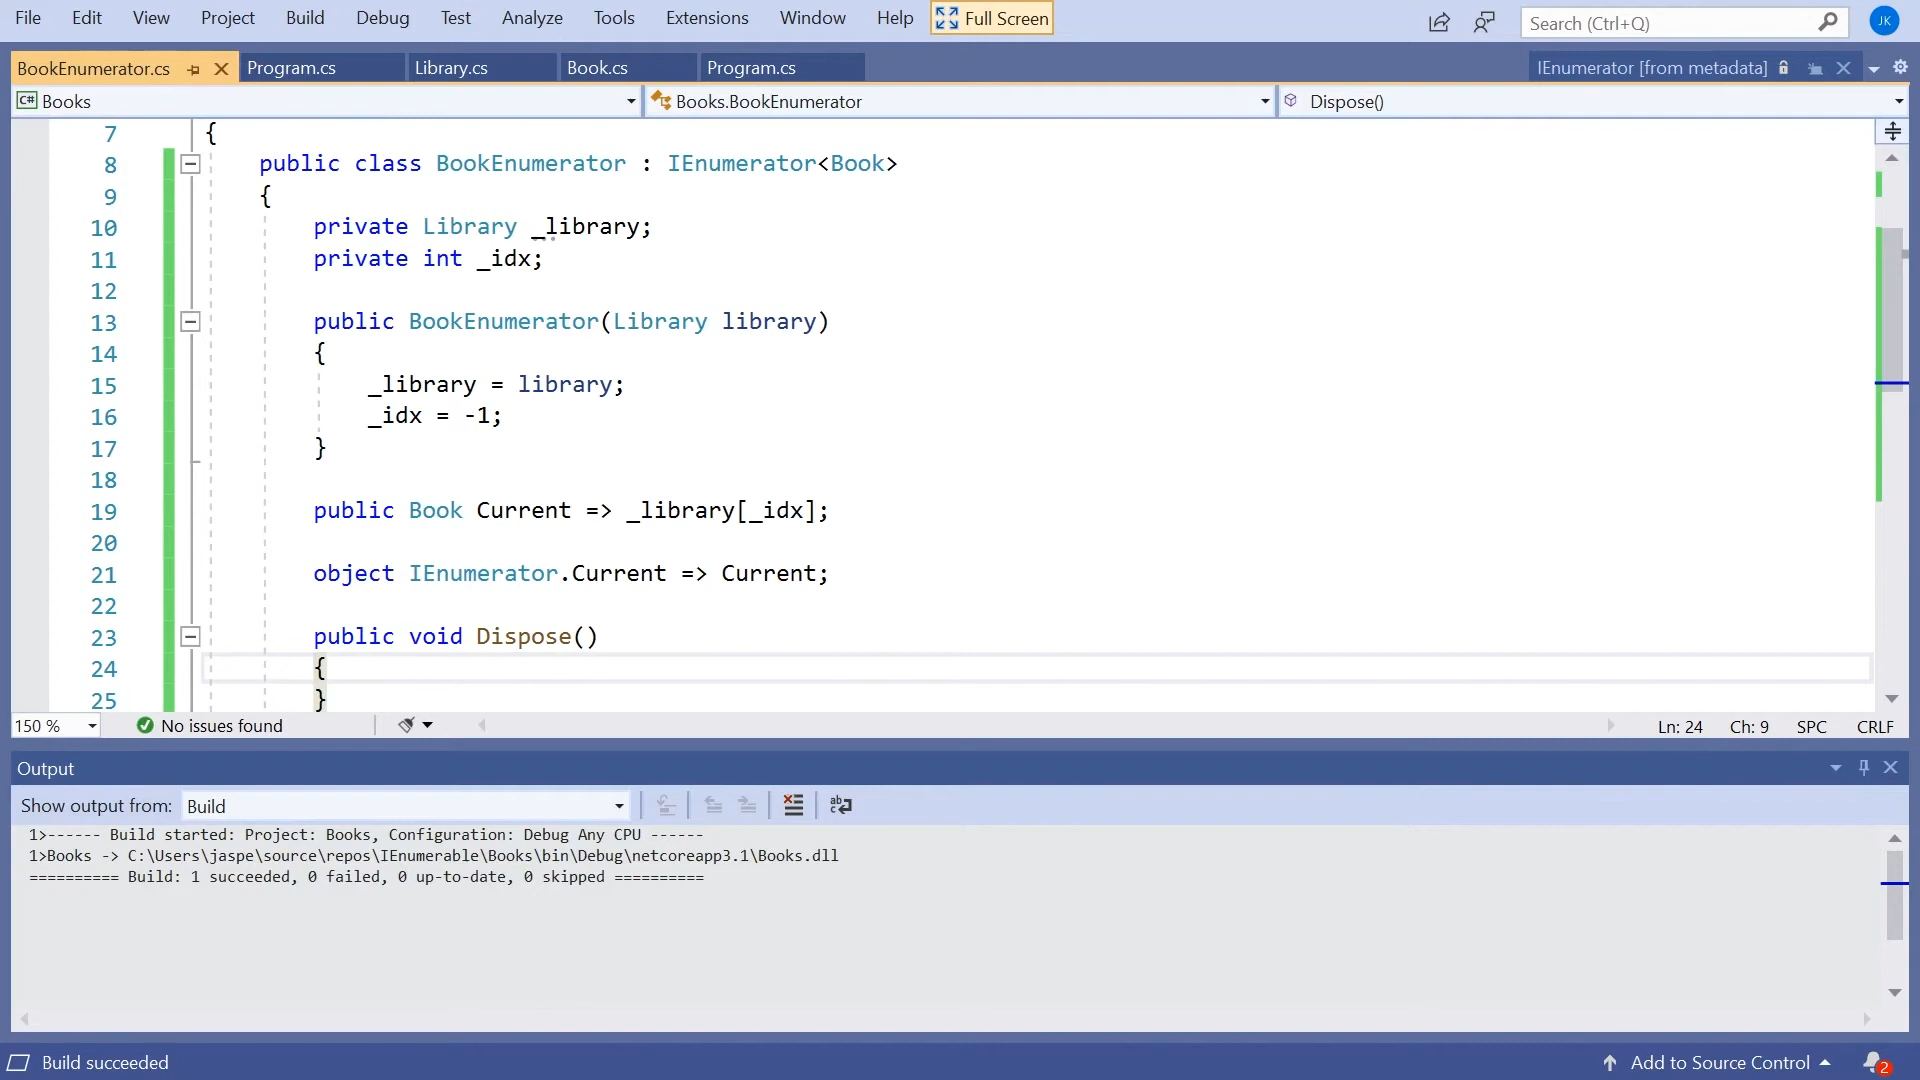 File Edit View Project Build Debug Test Analyze Tools Extensions Window Help Full Screen Search (Ctrl+Q) JK
BookEnumerator.cs Program.cs Library.cs Book.cs Program.cs IEnumerator [from metadata]
C# Books Books.BookEnumerator Dispose()
7 {
8 public class BookEnumerator : IEnumerator<Book>
9 {
10 private Library _library;
11 private int _idx;
12
13 public BookEnumerator(Library library)
14 {
15 _library = library;
16 _idx = -1;
17 }
18
19 public Book Current => _library[_idx];
20
21 object IEnumerator.Current => Current;
22
23 public void Dispose()
24 {
25 }
150 % No issues found Ln: 24 Ch: 9 SPC CRLF
Output
Show output from: Build
1>------ Build started: Project: Books, Configuration: Debug Any CPU ------
1>Books -> C:\Users\jaspe\source\repos\IEnumerable\Books\bin\Debug\netcoreapp3.1\Books.dll
========== Build: 1 succeeded, 0 failed, 0 up-to-date, 0 skipped ==========
Build succeeded Add to Source Control 2